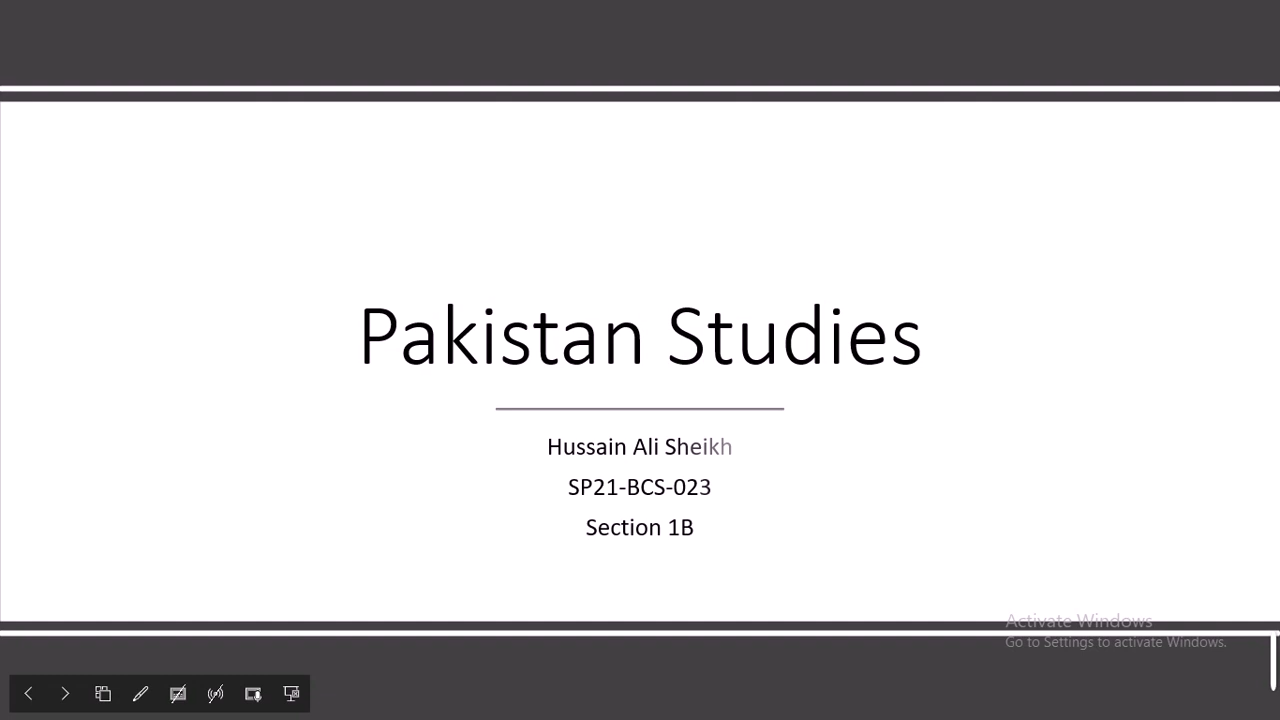 Pakistan Studies
Hussain Ali Sheikh
SP21-BCS-023
Section 1B
Activate Windows
Go to Settings to activate Windows.